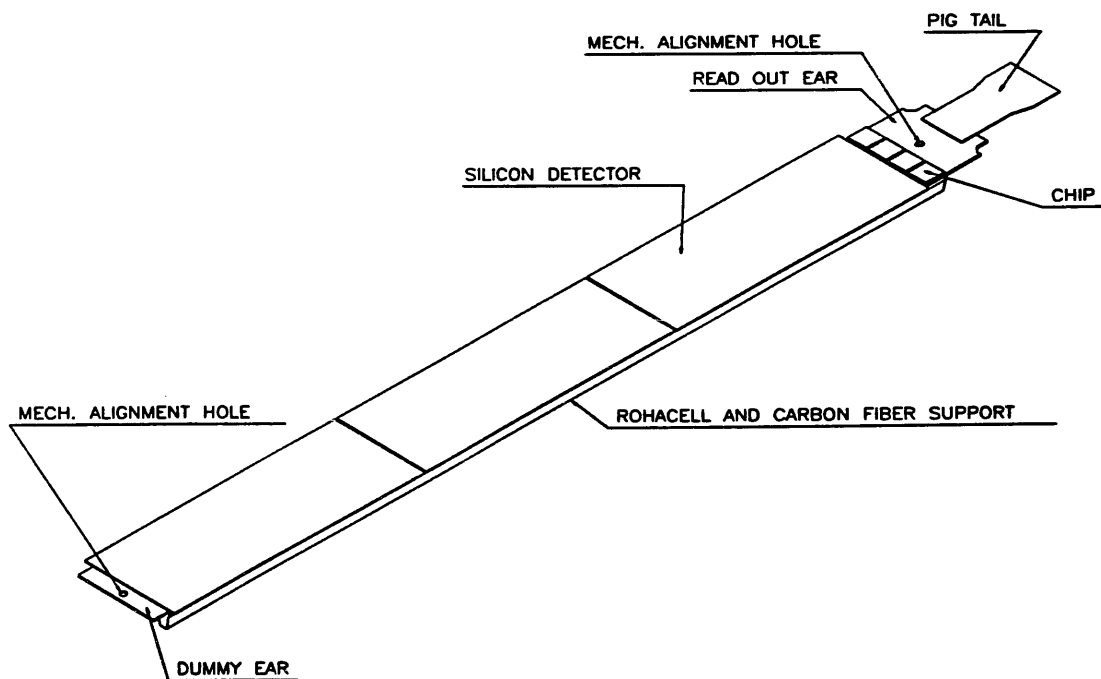 PIG TAIL
MECH. ALIGNMENT HOLE
READ OUT EAR
SILICON DETECTOR
CHIP
MECH. ALIGNMENT HOLE
ROHACELL AND CARBON FIBER SUPPORT
DUMMY EAR